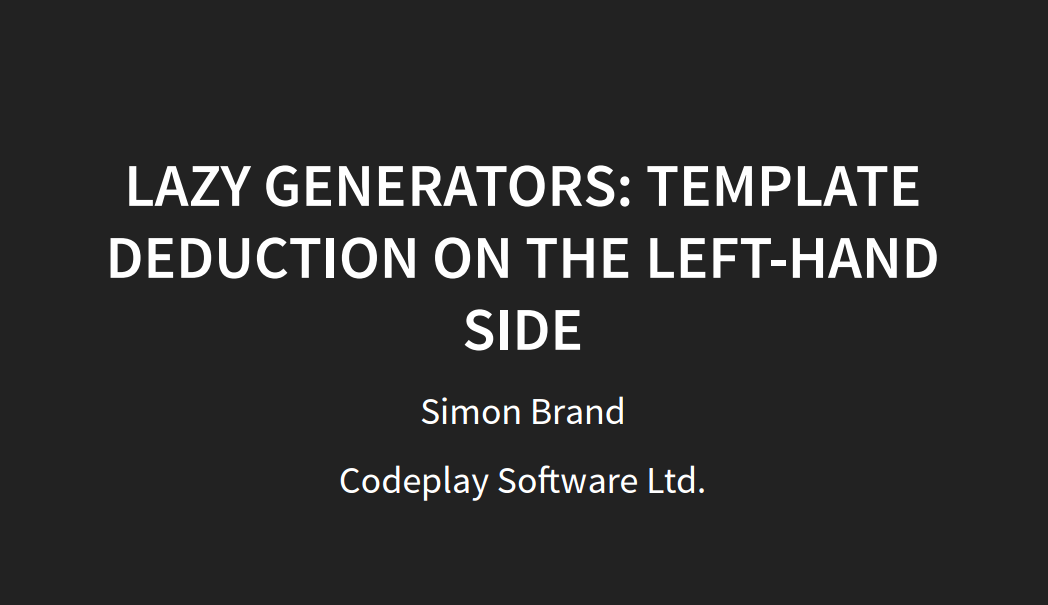 LAZY GENERATORS: TEMPLATE
DEDUCTION ON THE LEFT-HAND
SIDE
Simon Brand
Codeplay Software Ltd.